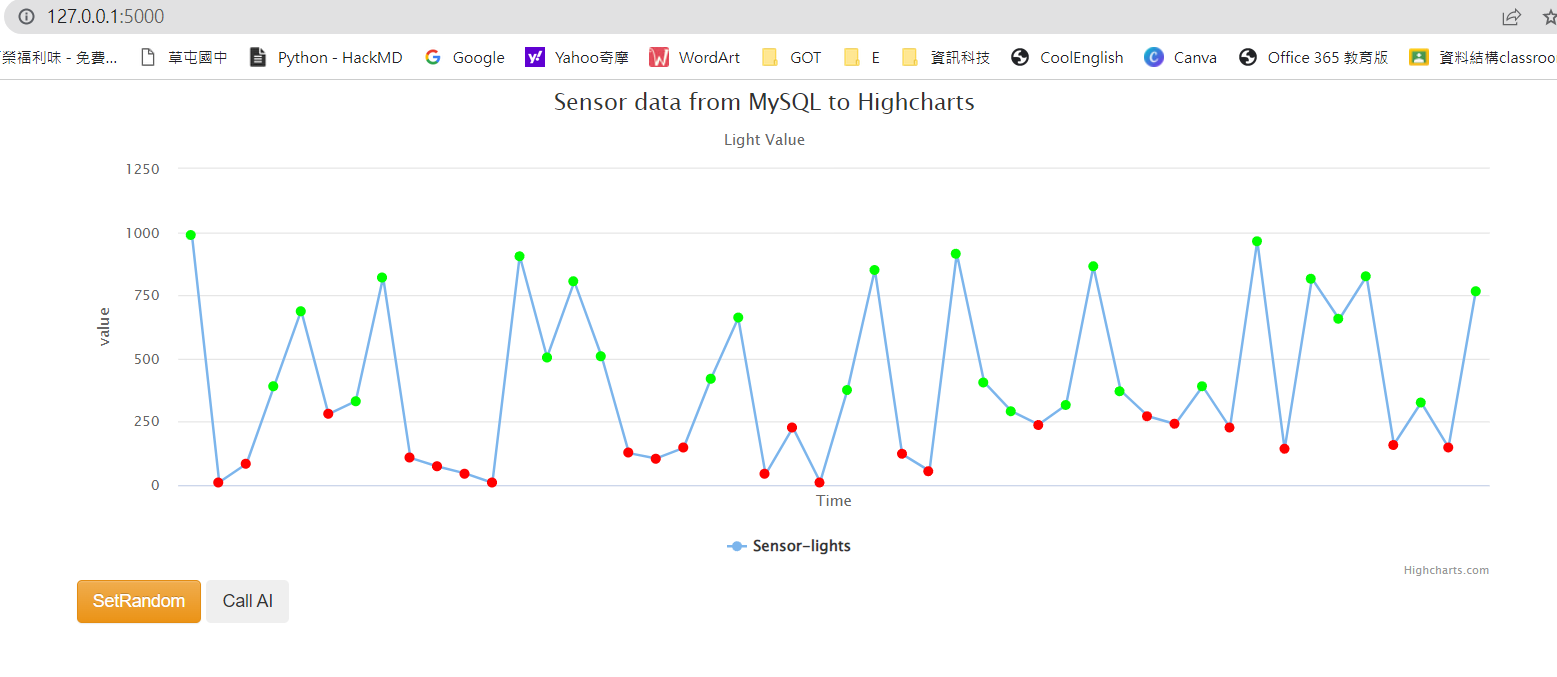 127.0.0.1:5000
榮福利味 - 免費... 草屯國中 Python - HackMD Google Yahoo奇摩 WordArt GOT E 資訊科技 CoolEnglish Canva Office 365 教育版 資料結構classroo
Sensor data from MySQL to Highcharts
Light Value
1250
1000
750
500
250
0
value
Time
Sensor-lights
Highcharts.com
SetRandom Call AI